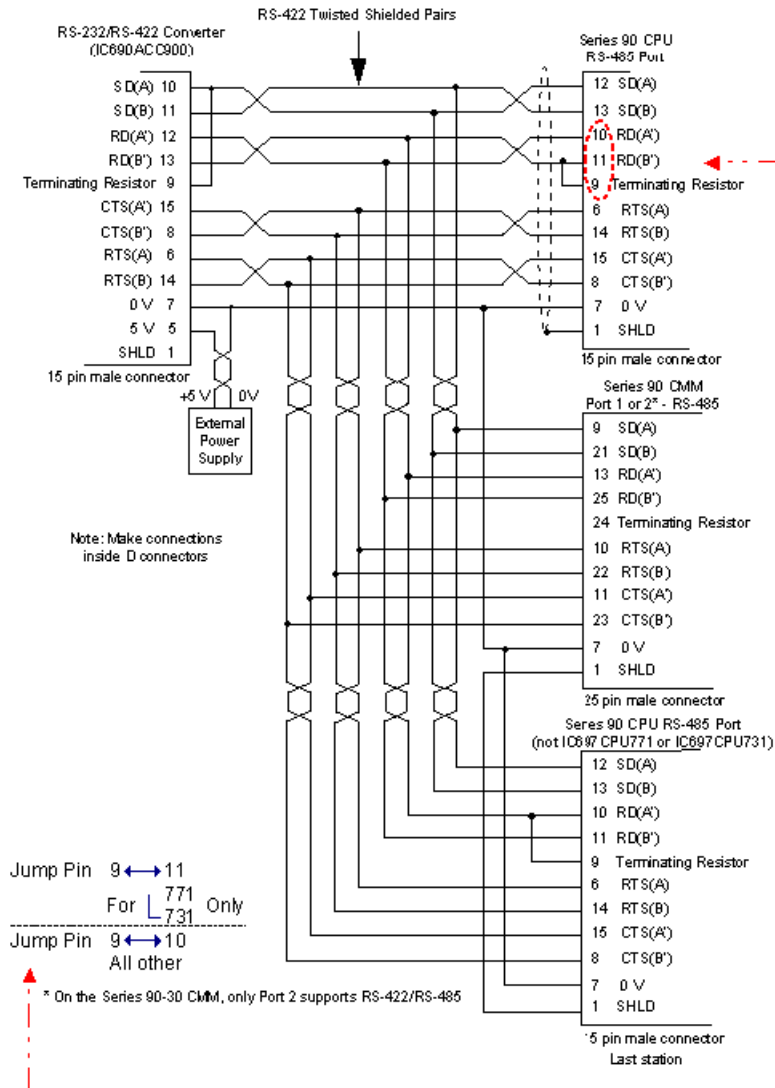 RS-422 Twisted Shielded Pairs
RS-232/RS-422 Converter
(IC690ACC900)
SD(A) 10
SD(B) 11
RD(A') 12
RD(B') 13
Terminating Resistor 9
CTS(A') 15
CTS(B') 8
RTS(A) 6
RTS(B) 14
0V 7
5V 5
SHLD 1
15 pin male connector
+5V 0V
External
Power
Supply
Series 90 CPU
RS-485 Port
12 SD(A)
13 SD(B)
10 RD(A')
11 RD(B')
9 Terminating Resistor
6 RTS(A)
14 RTS(B)
15 CTS(A')
8 CTS(B')
7 0V
1 SHLD
15 pin male connector
Series 90 CMM
Port 1 or 2* - RS-485
9 SD(A)
21 SD(B)
13 RD(A')
25 RD(B')
24 Terminating Resistor
10 RTS(A)
22 RTS(B)
11 CTS(A')
23 CTS(B')
7 0V
1 SHLD
25 pin male connector
Note: Make connections
inside D connectors
Seres 90 CPU RS-485 Port
(not IC697CPU771 or IC697CPU731)
12 SD(A)
13 SD(B)
10 RD(A')
11 RD(B')
9 Terminating Resistor
6 RTS(A)
14 RTS(B)
15 CTS(A')
8 CTS(B')
7 0V
1 SHLD
15 pin male connector
Last station
Jump Pin 9 11
For 771 Only
731
Jump Pin 9 10
All other
* On the Series 90-30 CMM, only Port 2 supports RS-422/RS-485